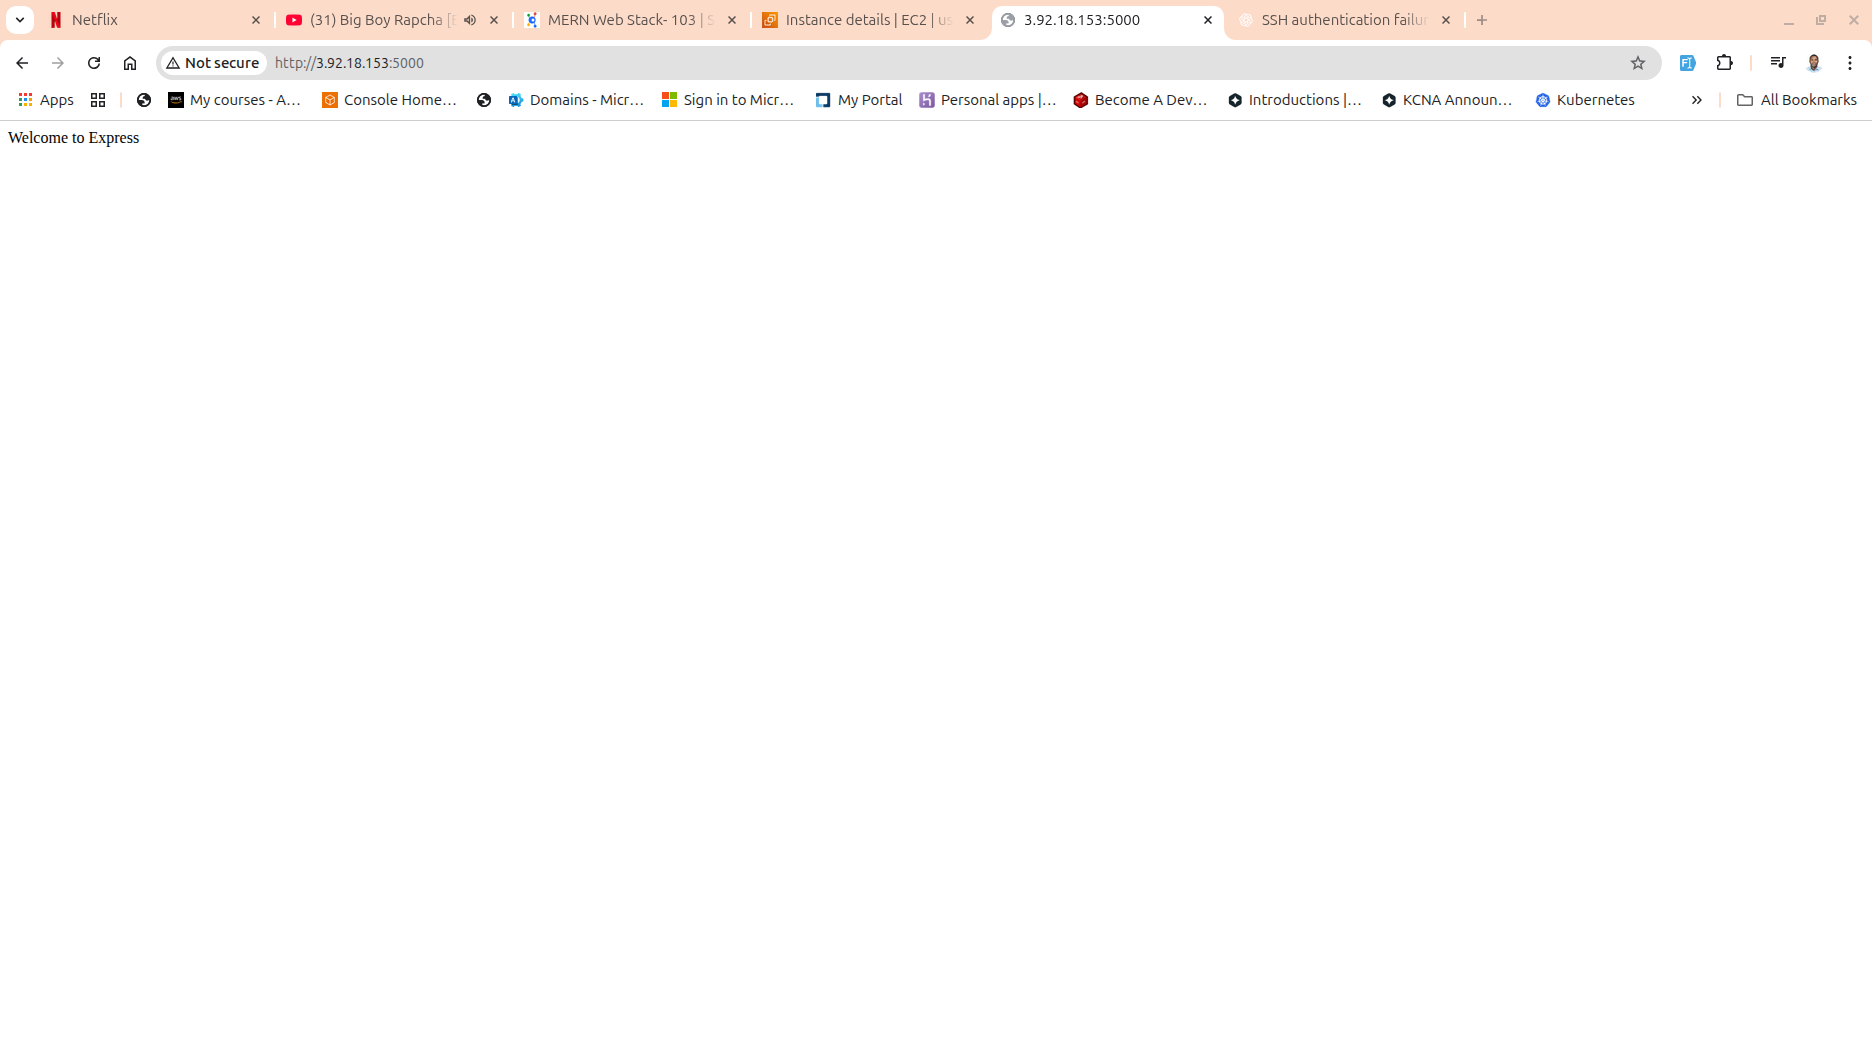 Netflix
(31) Big Boy Rapcha [
MERN Web Stack- 103 | S
Instance details | EC2 | us
3.92.18.153:5000
SSH authentication failur
Not secure
http://3.92.18.153:5000
Apps
My courses - A...
Console Home...
Domains - Micr...
Sign in to Micr...
My Portal
Personal apps |...
Become A Dev...
Introductions |...
KCNA Announ...
Kubernetes
All Bookmarks
Welcome to Express